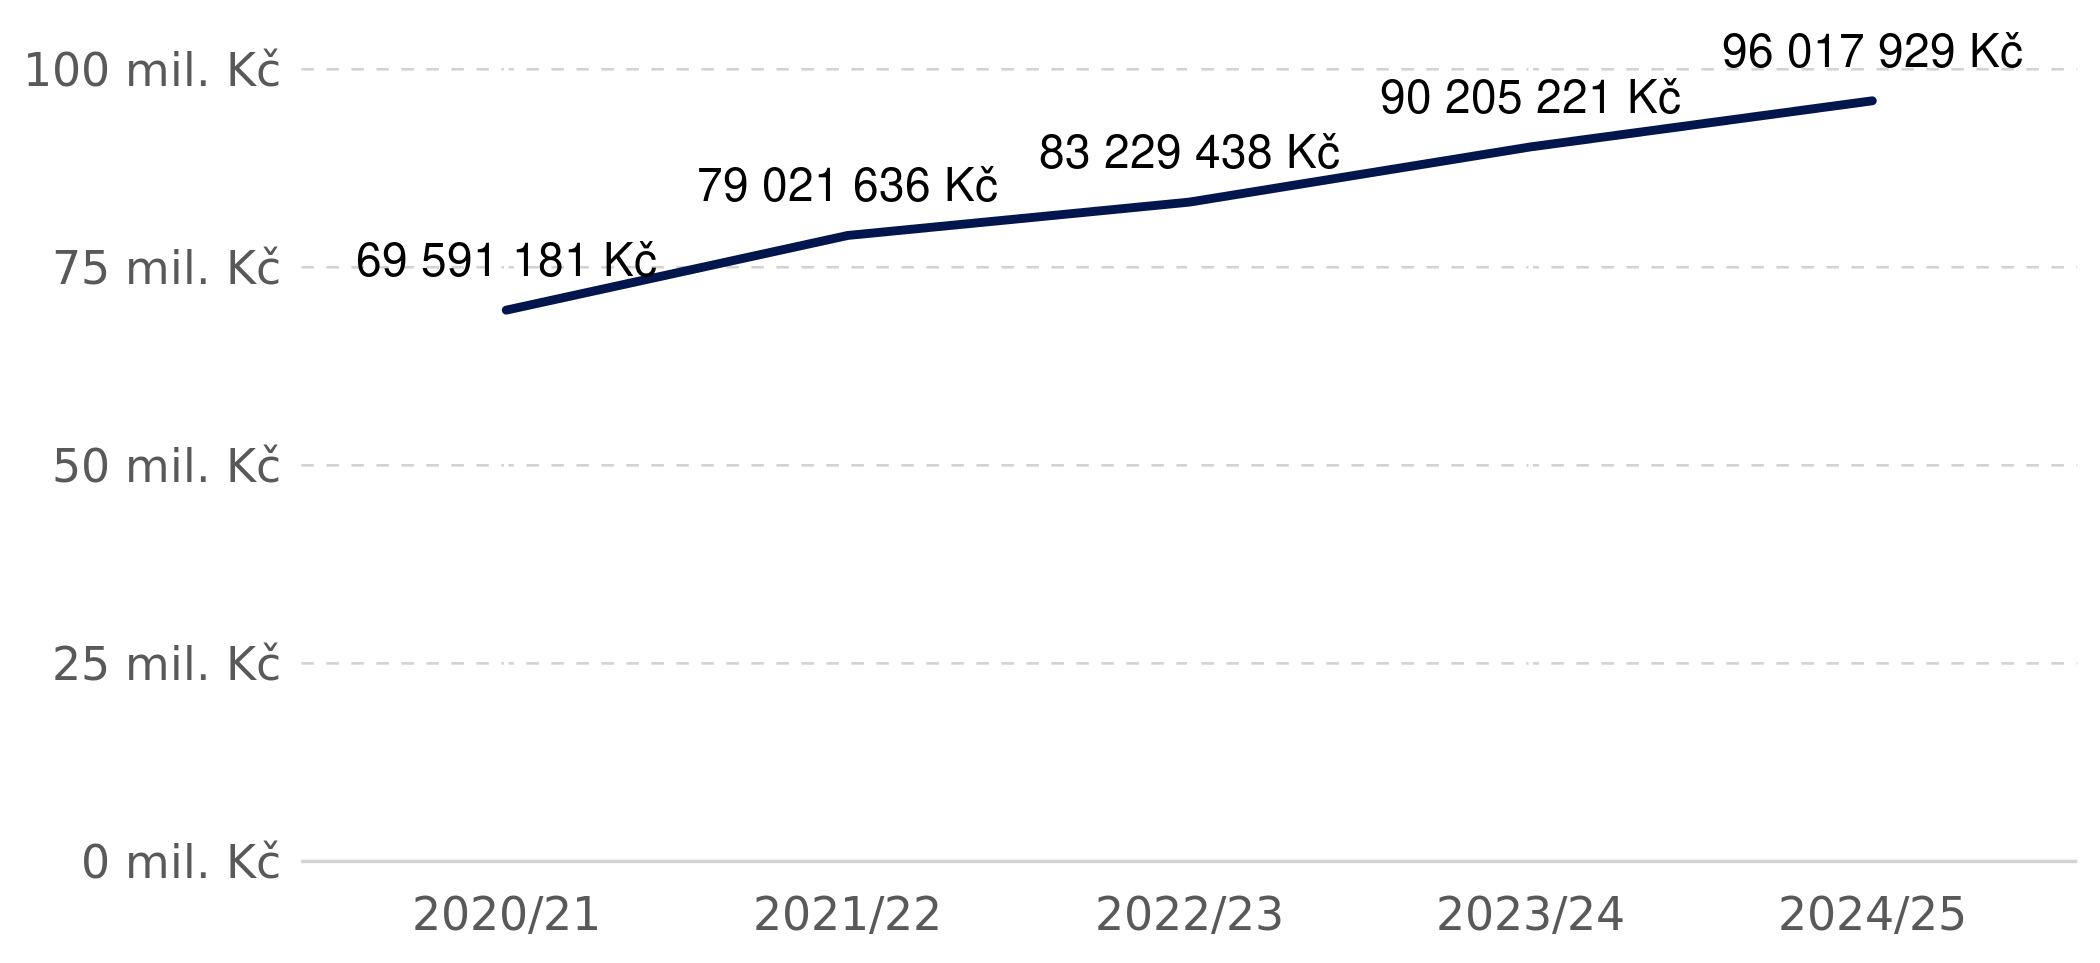 96 017 929 Kč
100 mil. Kč
90 205 221 Kč
83 229 438 Kč
79 021 636 Kč
69 591 181 Kč
75 mil. Kč
50 mil. Kč
25 mil. Kč
0 mil. Kč
2020/21 2021/22 2022/23 2023/24 2024/25